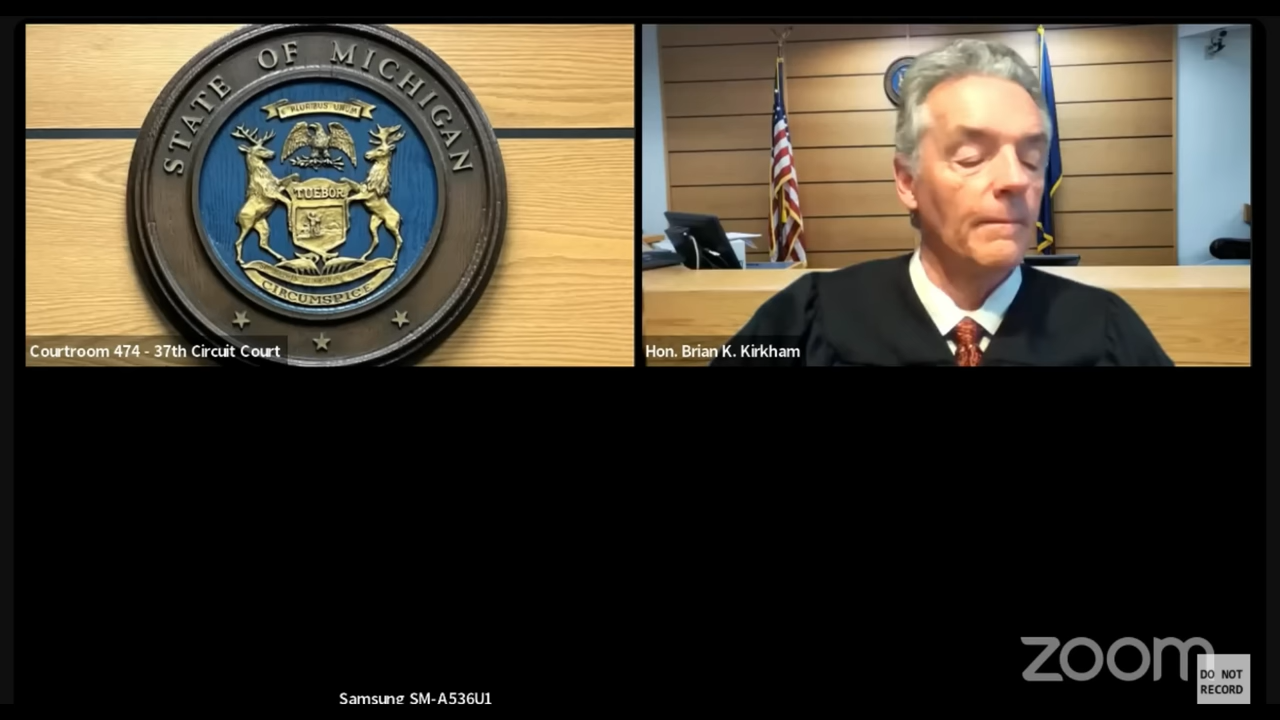 STATE OF MICHIGAN
E PLURIBUS UNUM
TUEBOR
CIRCUMSPICE
Courtroom 474 - 37th Circuit Court
Hon. Brian K. Kirkham
Samsung SM-A536U1
zoom
DO NOT
RECORD